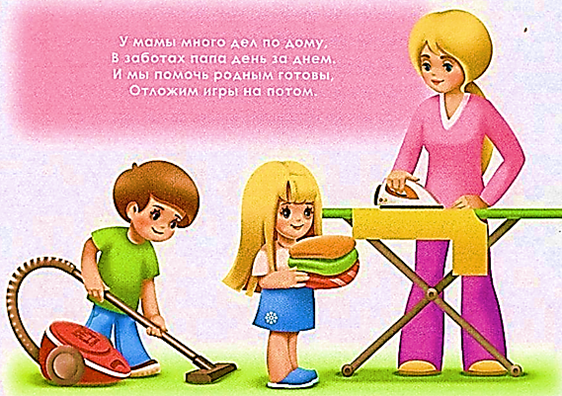 У мамы много дел по дому,
В заботах папа день за днем.
И мы помочь родным готовы,
Отложим игры на потом.